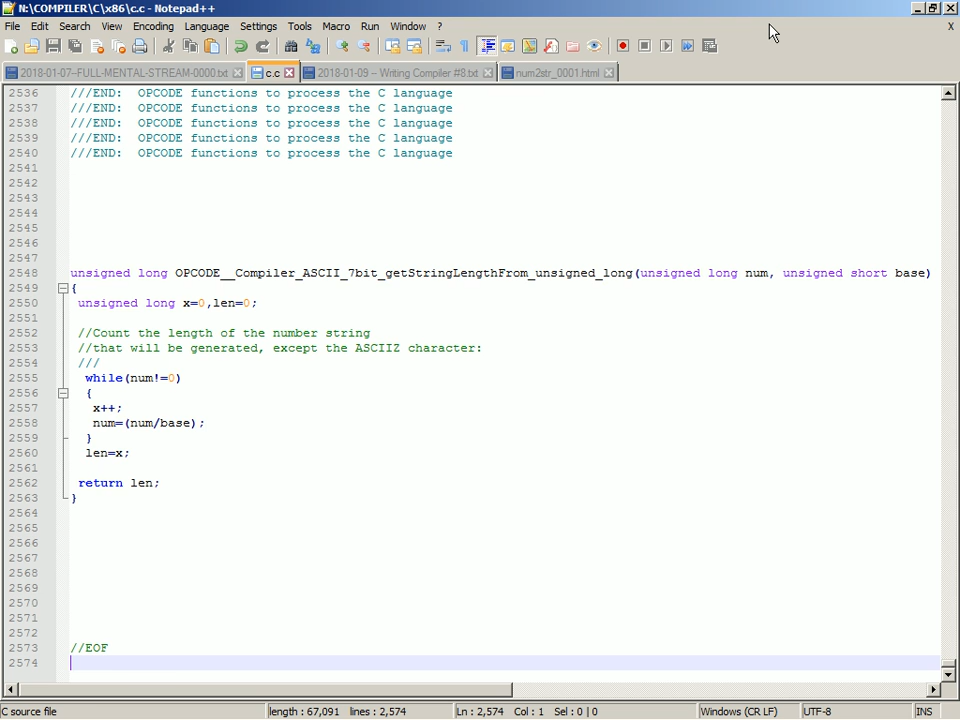 N:\COMPILER\C\x86\c.c - Notepad++
File Edit Search View Encoding Language Settings Tools Macro Run Window ? X
2018-01-07-FULL-MENTAL-STREAM-0000.txt c.c 2018-01-09 -- Writing Compiler #8.txt num2str_0001.html
2536 ///END: OPCODE functions to process the C language
2537 ///END: OPCODE functions to process the C language
2538 ///END: OPCODE functions to process the C language
2539 ///END: OPCODE functions to process the C language
2540 ///END: OPCODE functions to process the C language
2541
2542
2543
2544
2545
2546
2547
2548 unsigned long OPCODE__Compiler_ASCII_7bit_getStringLengthFrom_unsigned_long(unsigned long num, unsigned short base)
2549 {
2550 unsigned long x=0,len=0;
2551
2552 //Count the length of the number string
2553 //that will be generated, except the ASCIIZ character:
2554 ///
2555 while(num!=0)
2556 {
2557 x++;
2558 num=(num/base);
2559 }
2560 len=x;
2561
2562 return len;
2563 }
2564
2565
2566
2567
2568
2569
2570
2571
2572
2573 //EOF
2574
C source file length : 67,091 lines : 2,574 Ln : 2,574 Col : 1 Sel : 0 | 0 Windows (CR LF) UTF-8 INS